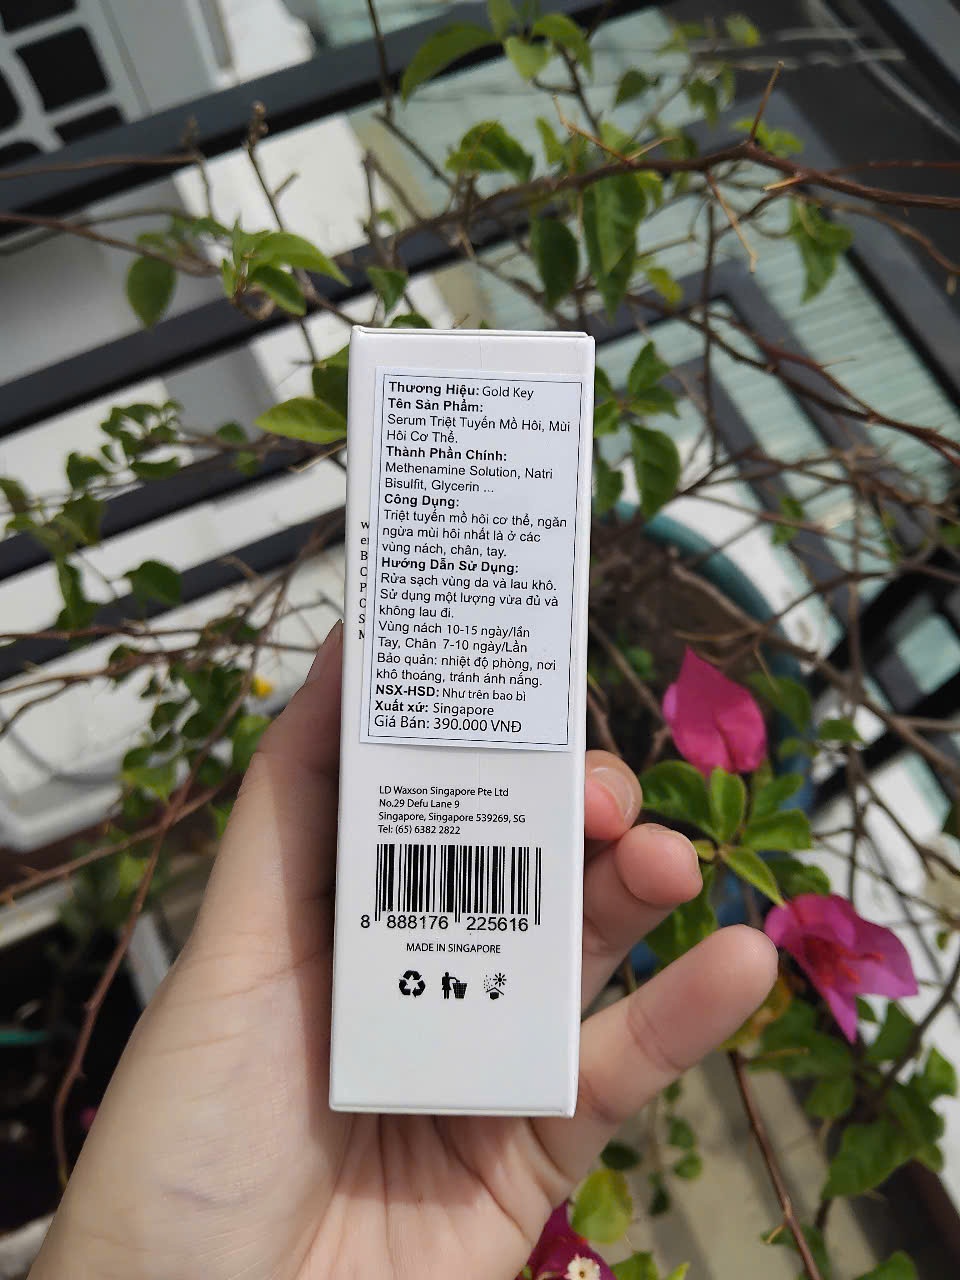 Thương Hiệu: Gold Key
Tên Sản Phẩm:
Serum Triệt Tuyến Mồ Hôi, Mùi
Hôi Cơ Thể.
Thành Phần Chính:
Methenamine Solution, Natri
Bisulfit, Glycerin ...
Công Dụng:
Triệt tuyến mồ hôi cơ thể, ngăn
ngừa mùi hôi nhất là ở các
vùng nách, chân, tay.
Hướng Dẫn Sử Dụng:
Rửa sạch vùng da và lau khô.
Sử dụng một lượng vừa đủ và
không lau đi.
Vùng nách 10-15 ngày/lần
Tay, Chân 7-10 ngày/Lần
Bảo quản: nhiệt độ phòng, nơi
khô thoáng, tránh ánh nắng.
NSX-HSD: Như trên bao bì
Xuất xứ: Singapore
Giá Bán: 390.000 VNĐ
LD Waxson Singapore Pte Ltd
No.29 Defu Lane 9
Singapore, Singapore 539269, SG
Tel: (65) 6382 2822
8 888176 225616
MADE IN SINGAPORE